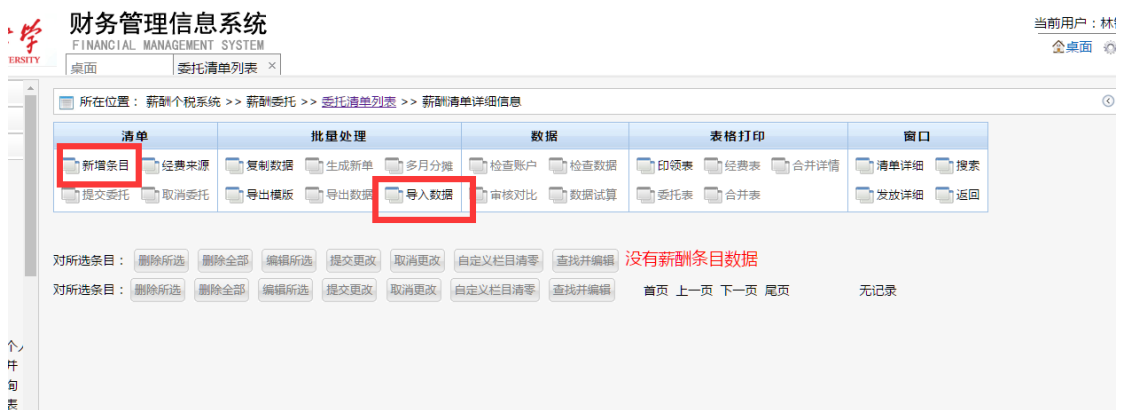 大学
ERSITY
财务管理信息系统
FINANCIAL MANAGEMENT SYSTEM
当前用户：林
桌面
桌面 委托清单列表 ×
所在位置： 薪酬个税系统 >> 薪酬委托 >> 委托清单列表 >> 薪酬清单详细信息
清单 批量处理 数据 表格打印 窗口
新增条目 经费来源 复制数据 生成新单 多月分摊 检查账户 检查数据 印领表 经费表 合并详情 清单详细 搜索
提交委托 取消委托 导出模版 导出数据 导入数据 审核对比 数据试算 委托表 合并表 发放详细 返回
对所选条目： 删除所选 删除全部 编辑所选 提交更改 取消更改 自定义栏目清零 查找并编辑 没有薪酬条目数据
对所选条目： 删除所选 删除全部 编辑所选 提交更改 取消更改 自定义栏目清零 查找并编辑 首页 上一页 下一页 尾页 无记录
个人
并
询
表